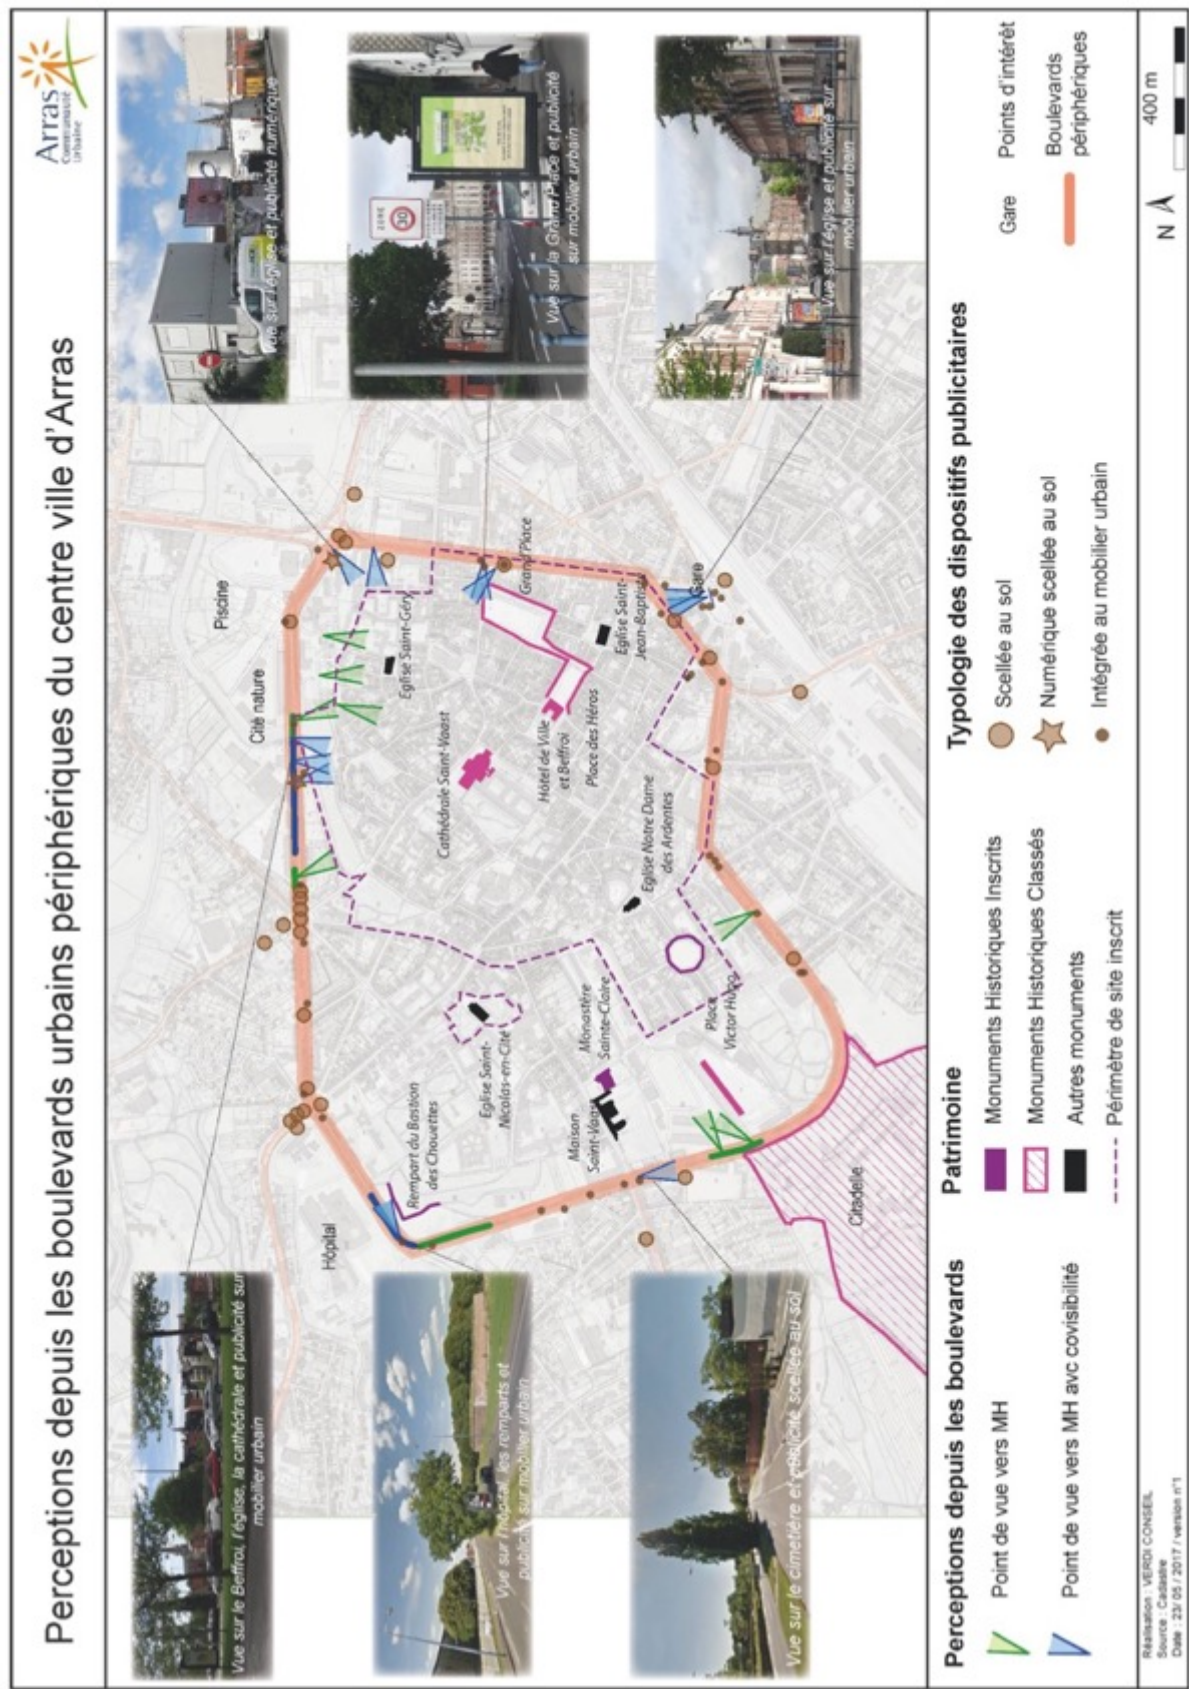 Perceptions depuis les boulevards urbains périphériques du centre ville d'Arras
Arras
Communauté
Urbaine
Vue sur le Beffroi, l'église, la cathédrale et publicité sur
mobilier urbain
Vue sur l'hôpital, les remparts et
publicité sur mobilier urbain
Vue sur le cimetière et publicité scellée au sol
Vue sur l'église et publicité numérique
ZONE
30
Vue sur la Grand Place et publicité
sur mobilier urbain
Vue sur l'église et publicité sur
mobilier urbain
Piscine
Cité nature
Hôpital
Eglise Saint-Géry
Cathédrale Saint-Vaast
Grand Place
Hôtel de Ville
et Beffroi
Place des Héros
Eglise Saint-
Jean-Baptiste
Gare
Eglise Notre Dame
des Ardentes
Rempart du Bastion
des Chouettes
Eglise Saint-
Nicolas-en-Cité
Monastère
Sainte-Claire
Maison
Saint-Vaast
Place
Victor Hugo
Citadelle
Perceptions depuis les boulevards
Point de vue vers MH
Point de vue vers MH avc covisibilité
Patrimoine
Monuments Historiques Inscrits
Monuments Historiques Classés
Autres monuments
Périmètre de site inscrit
Typologie des dispositifs publicitaires
Scellée au sol
Numérique scellée au sol
Intégrée au mobilier urbain
Gare
Points d'intérêt
Boulevards
périphériques
Réalisation : VERDI CONSEIL
Source : Cadastre
Date : 23/ 05 / 2017 / version n°1
N
400 m